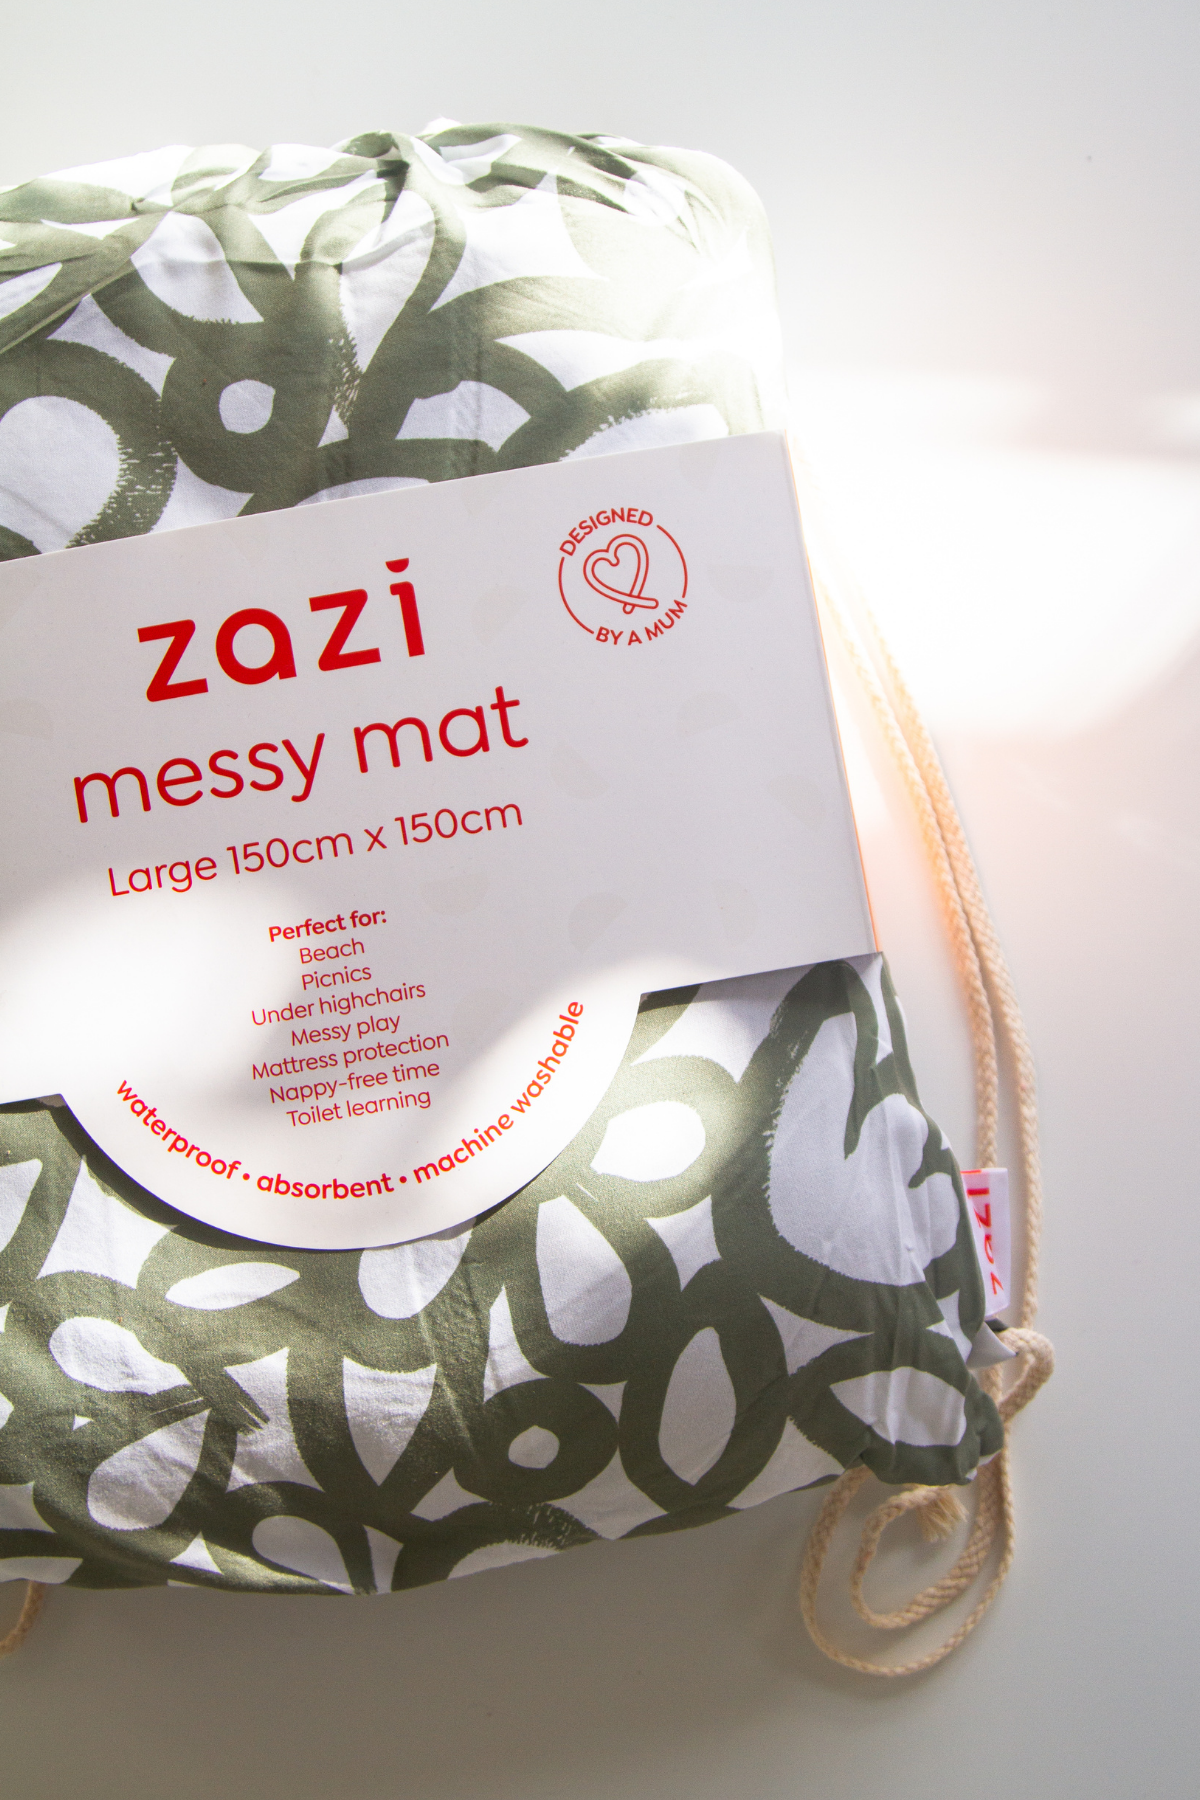 DESIGNED
BY A MUM
zazi
messy mat
Large 150cm x 150cm
Perfect for:
Beach
Picnics
Under highchairs
Messy play
Mattress protection
Nappy-free time
Toilet learning
waterproof • absorbent • machine washable
zazi